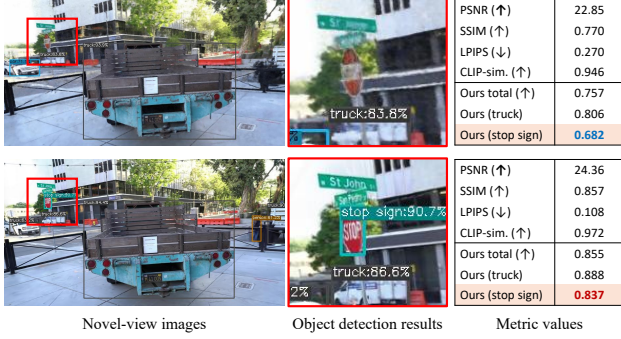 W St
truck:83.8%
PSNR (↑) 22.85
SSIM (↑) 0.770
LPIPS (↓) 0.270
CLIP-sim. (↑) 0.946
Ours total (↑) 0.757
Ours (truck) 0.806
Ours (stop sign) 0.682
W St John
San Pedro
stop sign:90.7%
STOP
truck:86.6%
2%
PSNR (↑) 24.36
SSIM (↑) 0.857
LPIPS (↓) 0.108
CLIP-sim. (↑) 0.972
Ours total (↑) 0.855
Ours (truck) 0.888
Ours (stop sign) 0.837
Novel-view images Object detection results Metric values